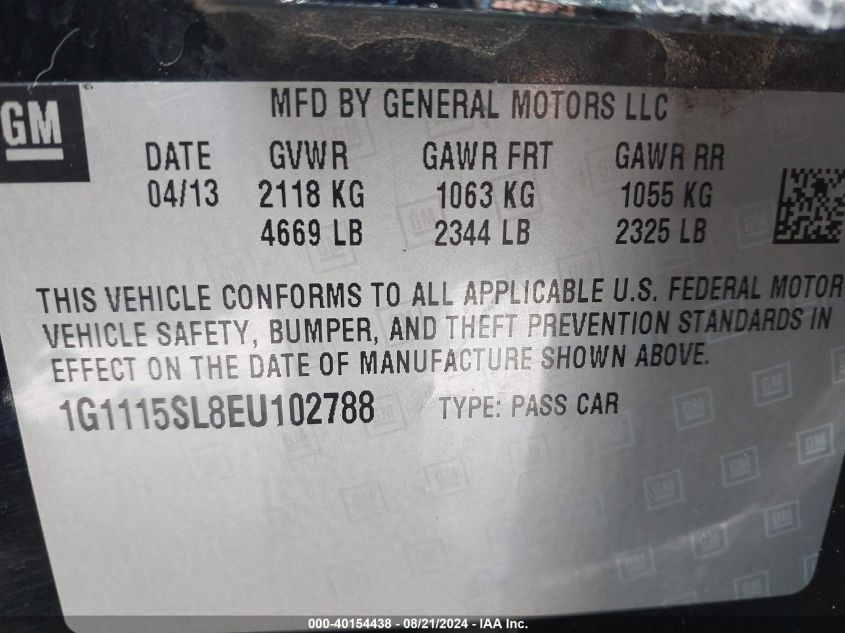 GM
MFD BY GENERAL MOTORS LLC
DATE GVWR GAWR FRT GAWR RR
04/13 2118 KG 1063 KG 1055 KG
4669 LB 2344 LB 2325 LB
THIS VEHICLE CONFORMS TO ALL APPLICABLE U.S. FEDERAL MOTOR
VEHICLE SAFETY, BUMPER, AND THEFT PREVENTION STANDARDS IN
EFFECT ON THE DATE OF MANUFACTURE SHOWN ABOVE.
1G1115SL8EU102788 TYPE: PASS CAR
000-40154438 - 08/21/2024 - IAA Inc.